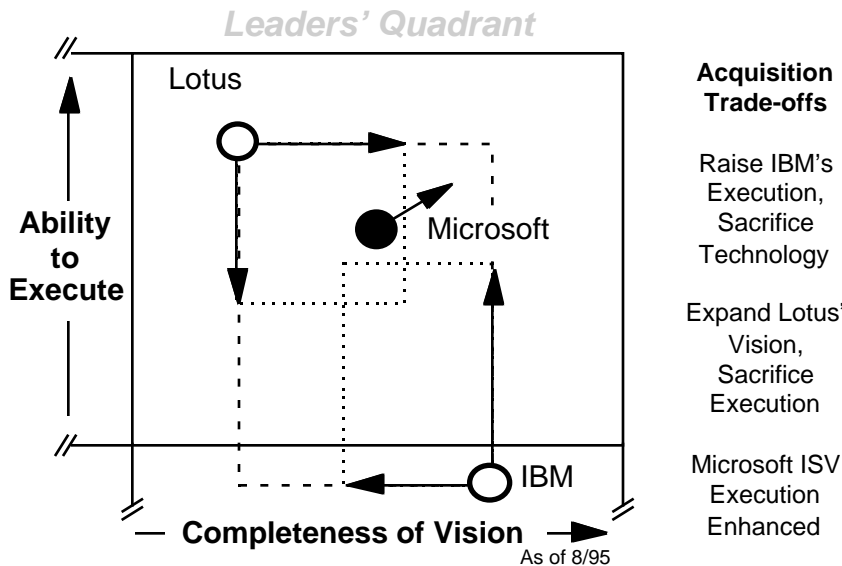 Leaders' Quadrant
Lotus
Microsoft
IBM
Ability
to
Execute
Completeness of Vision
As of 8/95
Acquisition
Trade-offs
Raise IBM's
Execution,
Sacrifice
Technology
Expand Lotus'
Vision,
Sacrifice
Execution
Microsoft ISV
Execution
Enhanced